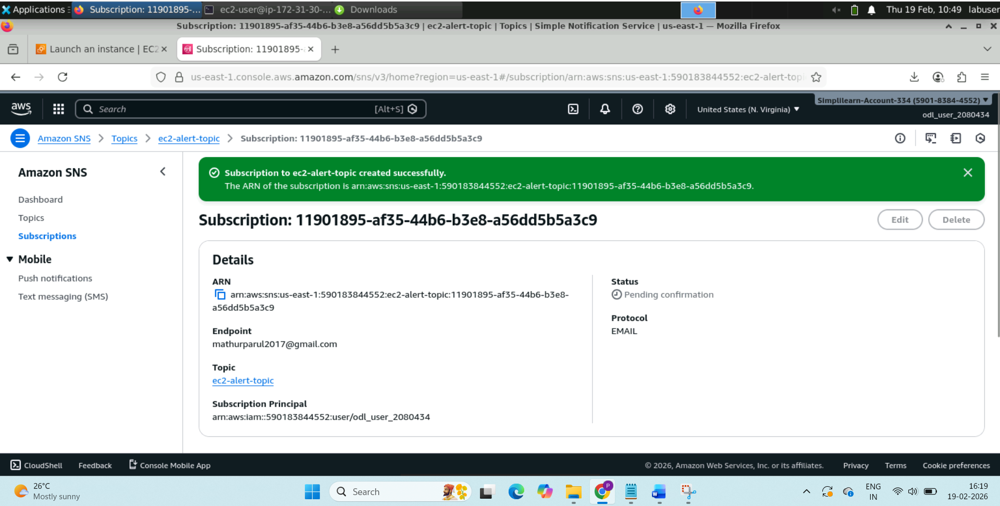 Applications
Subscription: 11901895-...
ec2-user@ip-172-31-30-...
Downloads
Thu 19 Feb, 10:49
labuser
Subscription: 11901895-af35-44b6-b3e8-a56dd5b5a3c9 | ec2-alert-topic | Topics | Simple Notification Service | us-east-1 — Mozilla Firefox
Launch an instance | EC2
Subscription: 11901895-
us-east-1.console.aws.amazon.com/sns/v3/home?region=us-east-1#/subscription/arn:aws:sns:us-east-1:590183844552:ec2-alert-topi
aws
Search
[Alt+S]
United States (N. Virginia)
Simplilearn-Account-334 (5901-8384-4552)
odl_user_2080434
Amazon SNS
Topics
ec2-alert-topic
Subscription: 11901895-af35-44b6-b3e8-a56dd5b5a3c9
Amazon SNS
Dashboard
Topics
Subscriptions
Mobile
Push notifications
Text messaging (SMS)
Subscription to ec2-alert-topic created successfully.
The ARN of the subscription is arn:aws:sns:us-east-1:590183844552:ec2-alert-topic:11901895-af35-44b6-b3e8-a56dd5b5a3c9.
Subscription: 11901895-af35-44b6-b3e8-a56dd5b5a3c9
Edit
Delete
Details
ARN
arn:aws:sns:us-east-1:590183844552:ec2-alert-topic:11901895-af35-44b6-b3e8-
a56dd5b5a3c9
Endpoint
mathurparul2017@gmail.com
Topic
ec2-alert-topic
Subscription Principal
arn:aws:iam::590183844552:user/odl_user_2080434
Status
Pending confirmation
Protocol
EMAIL
CloudShell
Feedback
Console Mobile App
© 2026, Amazon Web Services, Inc. or its affiliates.
Privacy
Terms
Cookie preferences
26°C
Mostly sunny
Search
P
W
ENG
IN
16:19
19-02-2026